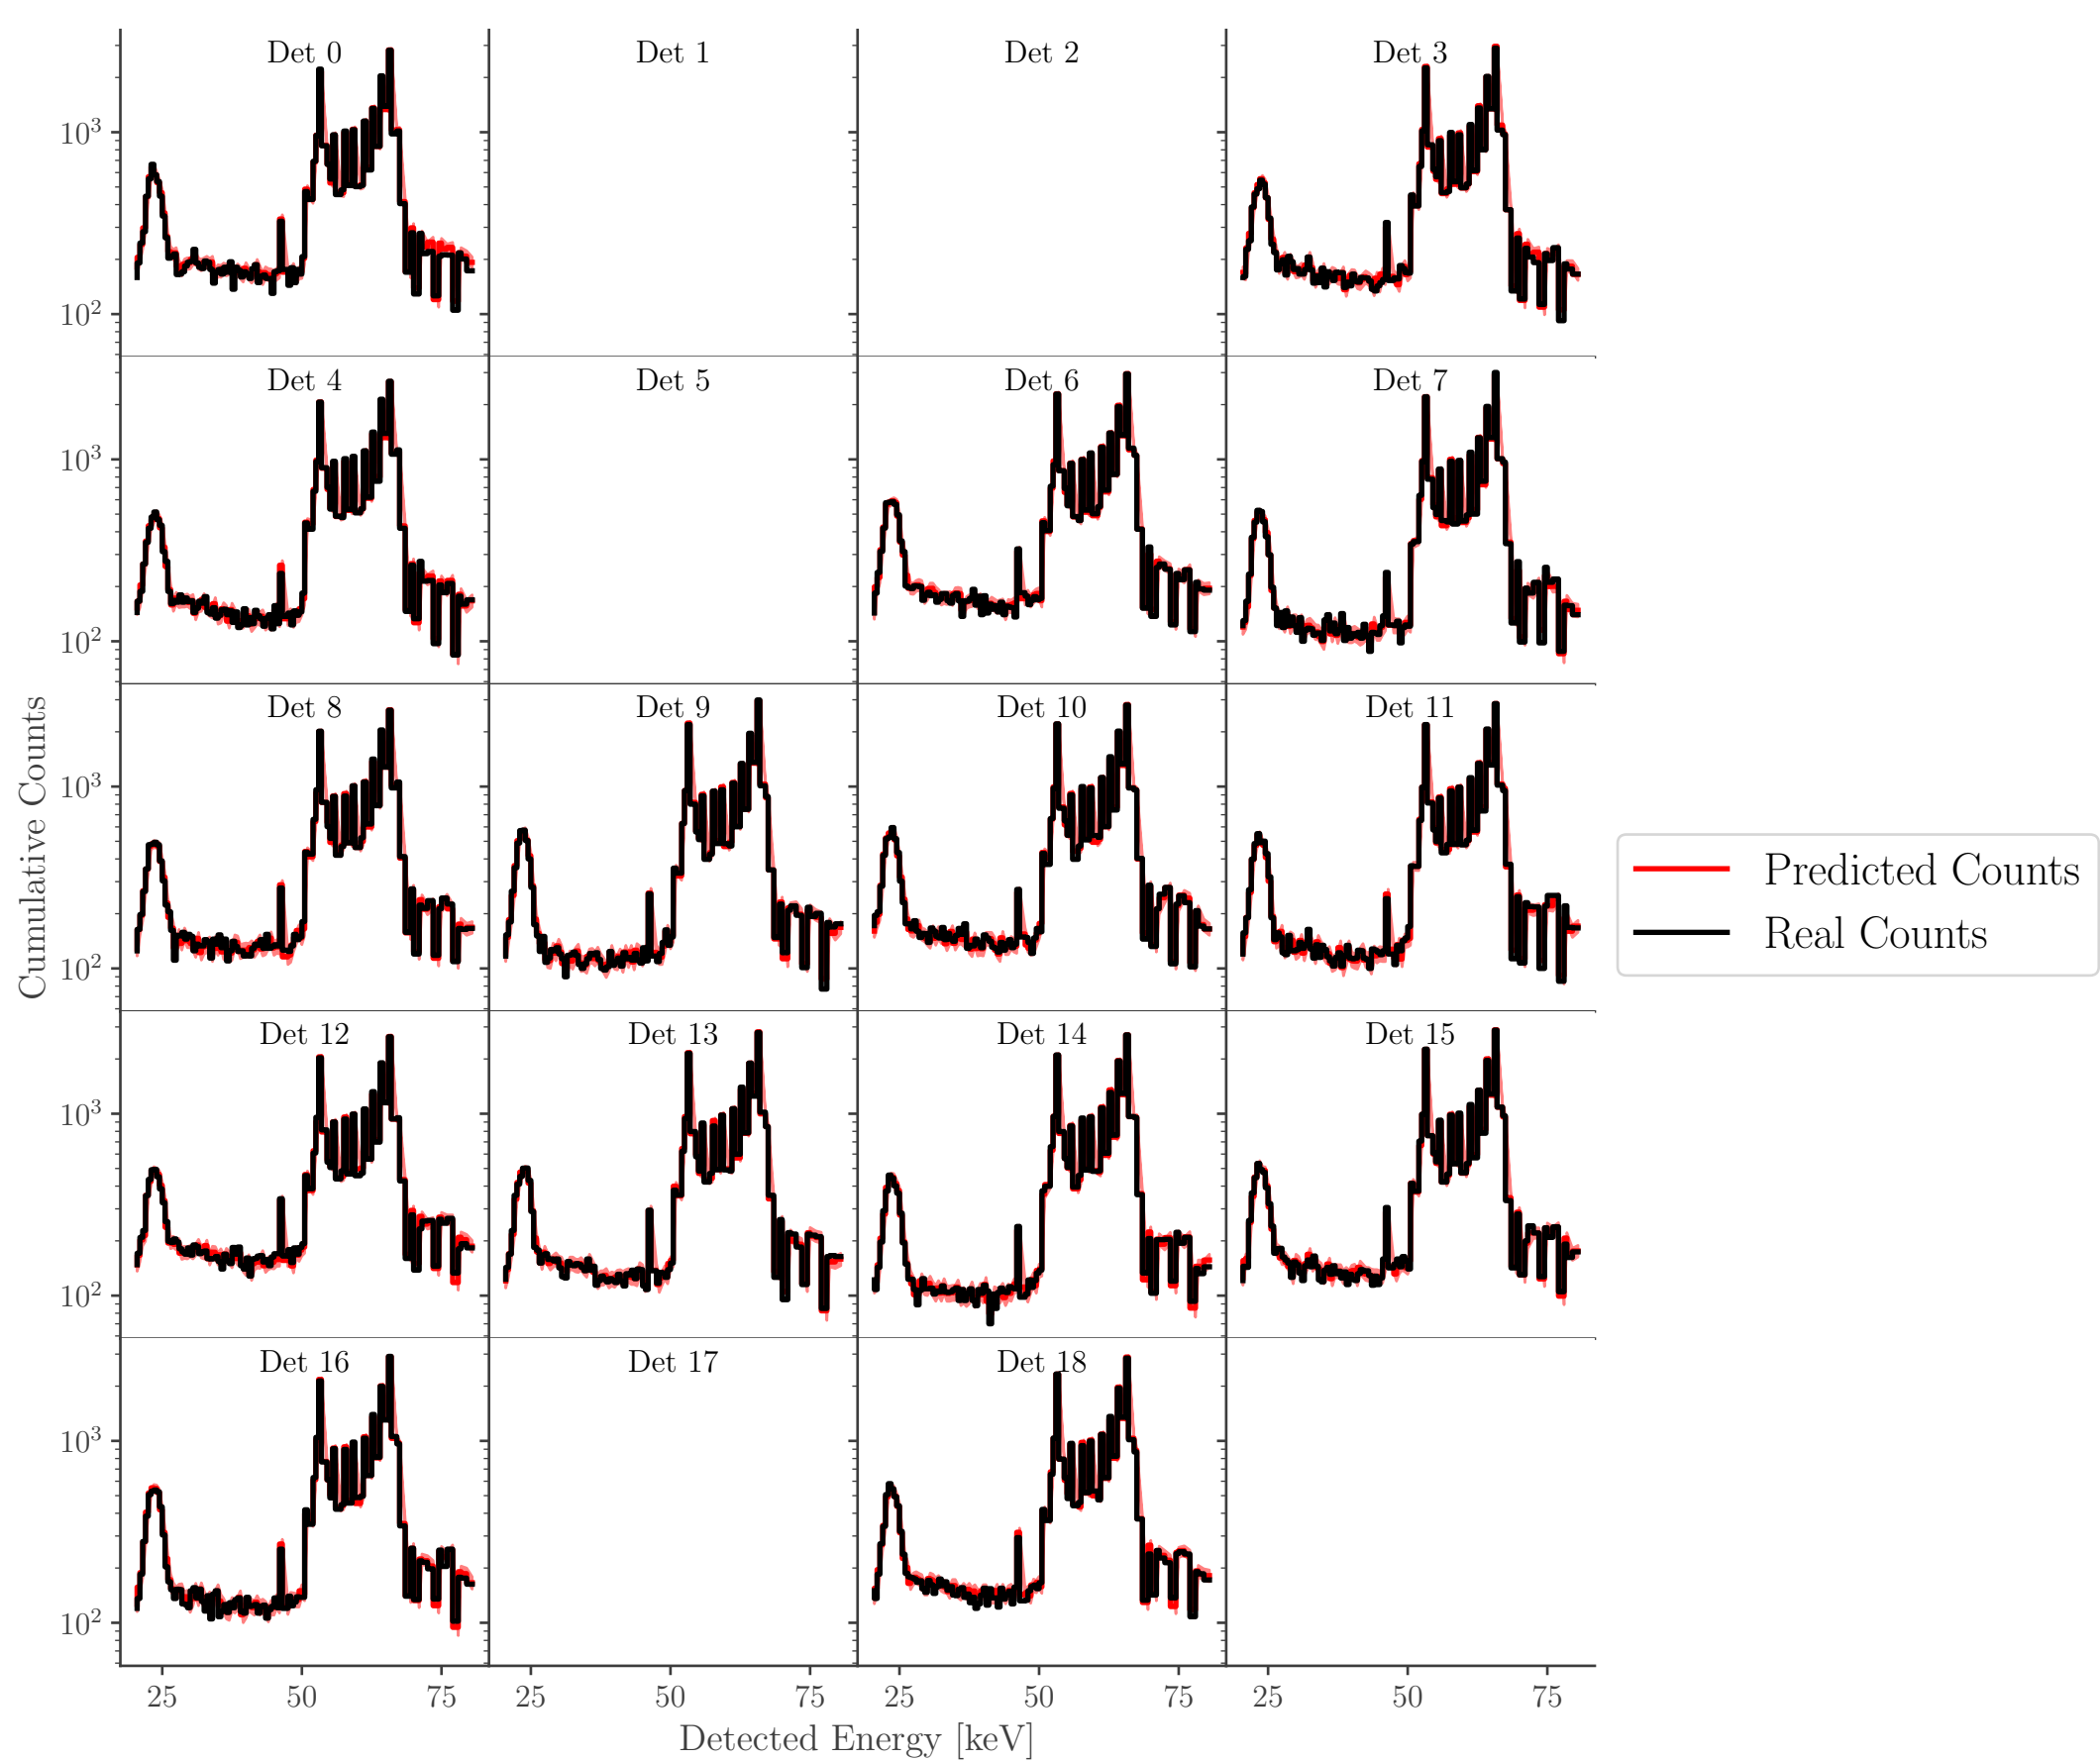 Det 0
Det 1
Det 2
Det 3
10^3
10^2
Det 4
Det 5
Det 6
Det 7
10^3
10^2
Det 8
Det 9
Det 10
Det 11
10^3
10^2
Det 12
Det 13
Det 14
Det 15
10^3
10^2
Det 16
Det 17
Det 18
10^3
10^2
25 50 75 25 50 75 25 50 75 25 50 75
Detected Energy [keV]
Cumulative Counts
Predicted Counts
Real Counts